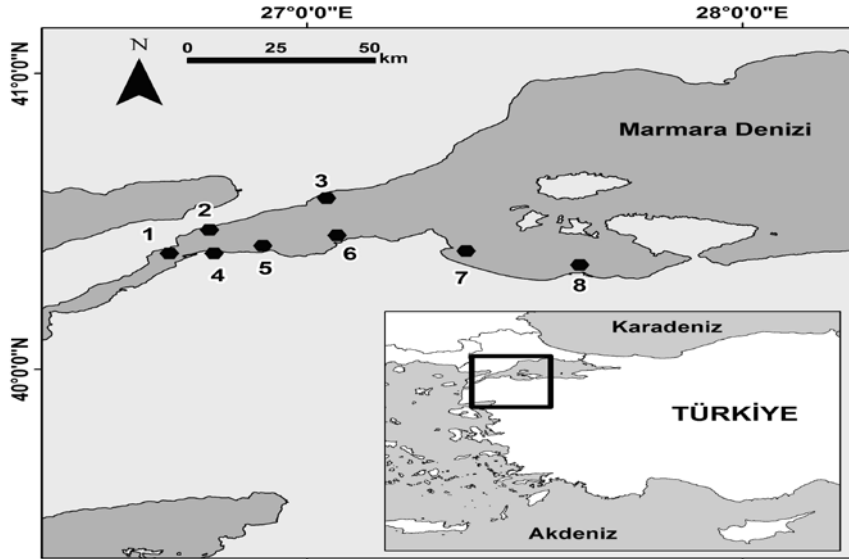 27°0'0"E 28°0'0"E
N
0 25 50
km
41°0'0"N
Marmara Denizi
3
2
1
6
4 5
7
8
40°0'0"N
Karadeniz
TÜRKİYE
Akdeniz